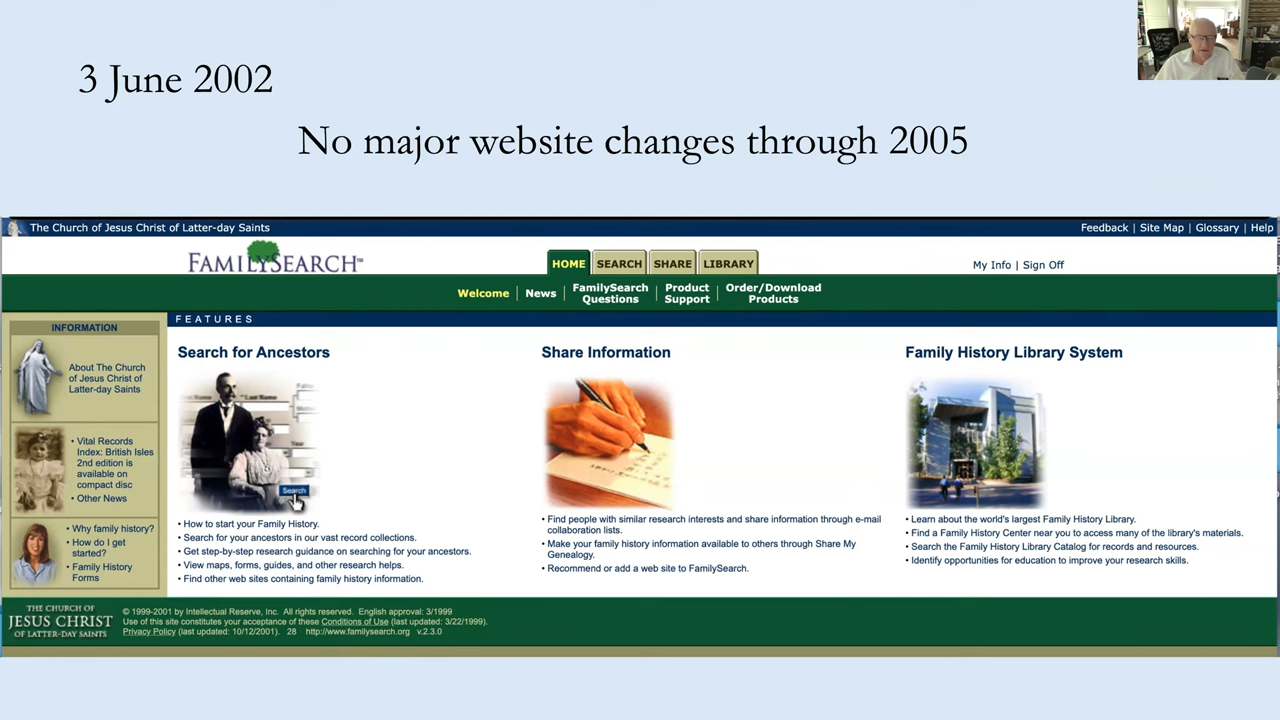 3 June 2002
No major website changes through 2005
The Church of Jesus Christ of Latter-day Saints
Feedback | Site Map | Glossary | Help
FAMILYSEARCH™
HOME
SEARCH
SHARE
LIBRARY
My Info | Sign Off
Welcome
News
FamilySearch
Questions
Product
Support
Order/Download
Products
INFORMATION
About The Church
of Jesus Christ of
Latter-day Saints
• Vital Records
Index: British Isles
2nd edition is
available on
compact disc
• Other News
• Why family history?
• How do I get
started?
• Family History
Forms
FEATURES
Search for Ancestors
Last Name
Search
• How to start your Family History.
• Search for your ancestors in our vast record collections.
• Get step-by-step research guidance on searching for your ancestors.
• View maps, forms, guides, and other research helps.
• Find other web sites containing family history information.
Share Information
• Find people with similar research interests and share information through e-mail
collaboration lists.
• Make your family history information available to others through Share My
Genealogy.
• Recommend or add a web site to FamilySearch.
Family History Library System
• Learn about the world's largest Family History Library.
• Find a Family History Center near you to access many of the library's materials.
• Search the Family History Library Catalog for records and resources.
• Identify opportunities for education to improve your research skills.
THE CHURCH OF
JESUS CHRIST
OF LATTER-DAY SAINTS
© 1999-2001 by Intellectual Reserve, Inc. All rights reserved. English approval: 3/1999
Use of this site constitutes your acceptance of these Conditions of Use (last updated: 3/22/1999).
Privacy Policy (last updated: 10/12/2001). 28 http://www.familysearch.org v.2.3.0